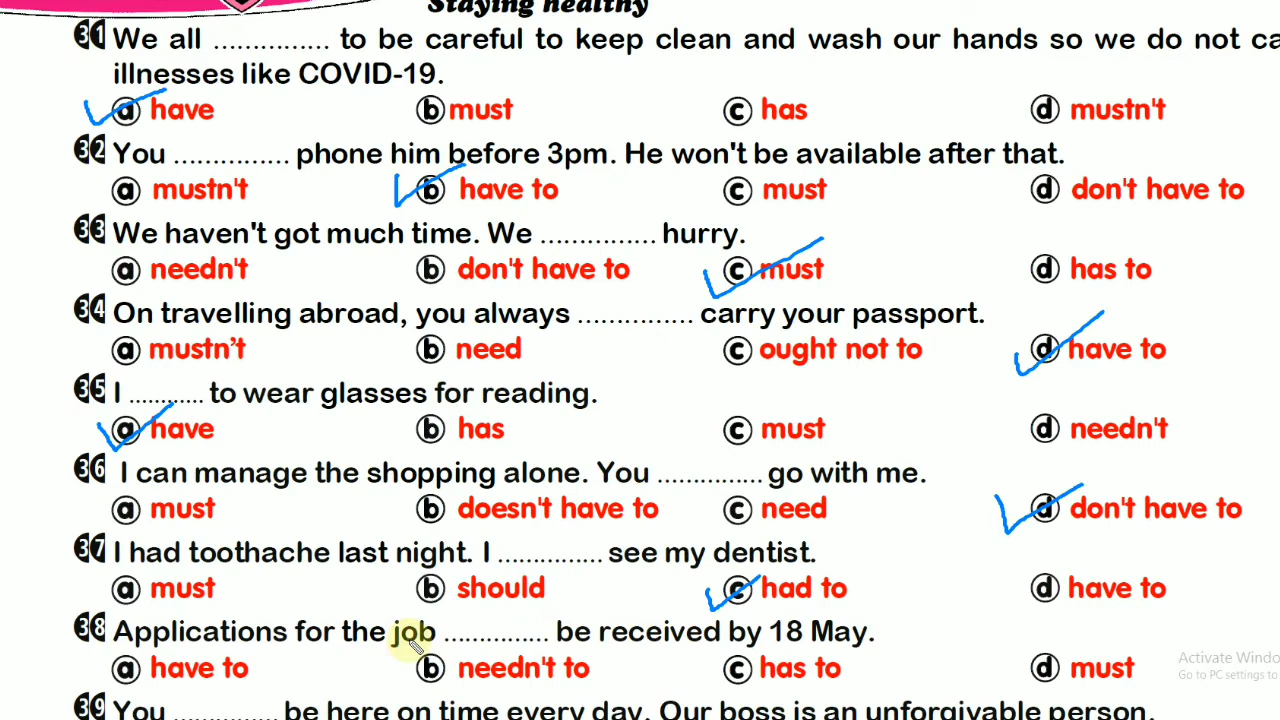 Staying healthy
31 We all ............... to be careful to keep clean and wash our hands so we do not
illnesses like COVID-19.
a have b must c has d mustn't
32 You ............... phone him before 3pm. He won't be available after that.
a mustn't b have to c must d don't have to
33 We haven't got much time. We ............... hurry.
a needn't b don't have to c must d has to
34 On travelling abroad, you always ............... carry your passport.
a mustn't b need c ought not to d have to
35 I ............ to wear glasses for reading.
a have b has c must d needn't
36 I can manage the shopping alone. You .............. go with me.
a must b doesn't have to c need d don't have to
37 I had toothache last night. I .............. see my dentist.
a must b should c had to d have to
38 Applications for the job .............. be received by 18 May.
a have to b needn't to c has to d must
Activate
Go to PC settings to
39 You .............. be here on time every day. Our boss is an unforgivable person.